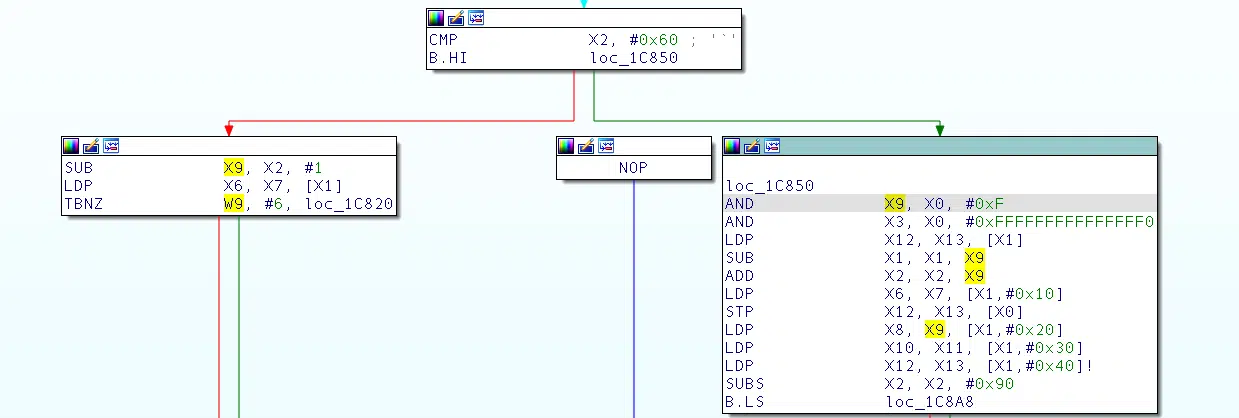 CMP X2, #0x60 ; '`'
B.HI loc_1C850
SUB X9, X2, #1
LDP X6, X7, [X1]
TBNZ W9, #6, loc_1C820
NOP
loc_1C850
AND X9, X0, #0xF
AND X3, X0, #0xFFFFFFFFFFFFFFF0
LDP X12, X13, [X1]
SUB X1, X1, X9
ADD X2, X2, X9
LDP X6, X7, [X1,#0x10]
STP X12, X13, [X0]
LDP X8, X9, [X1,#0x20]
LDP X10, X11, [X1,#0x30]
LDP X12, X13, [X1,#0x40]!
SUBS X2, X2, #0x90
B.LS loc_1C8A8